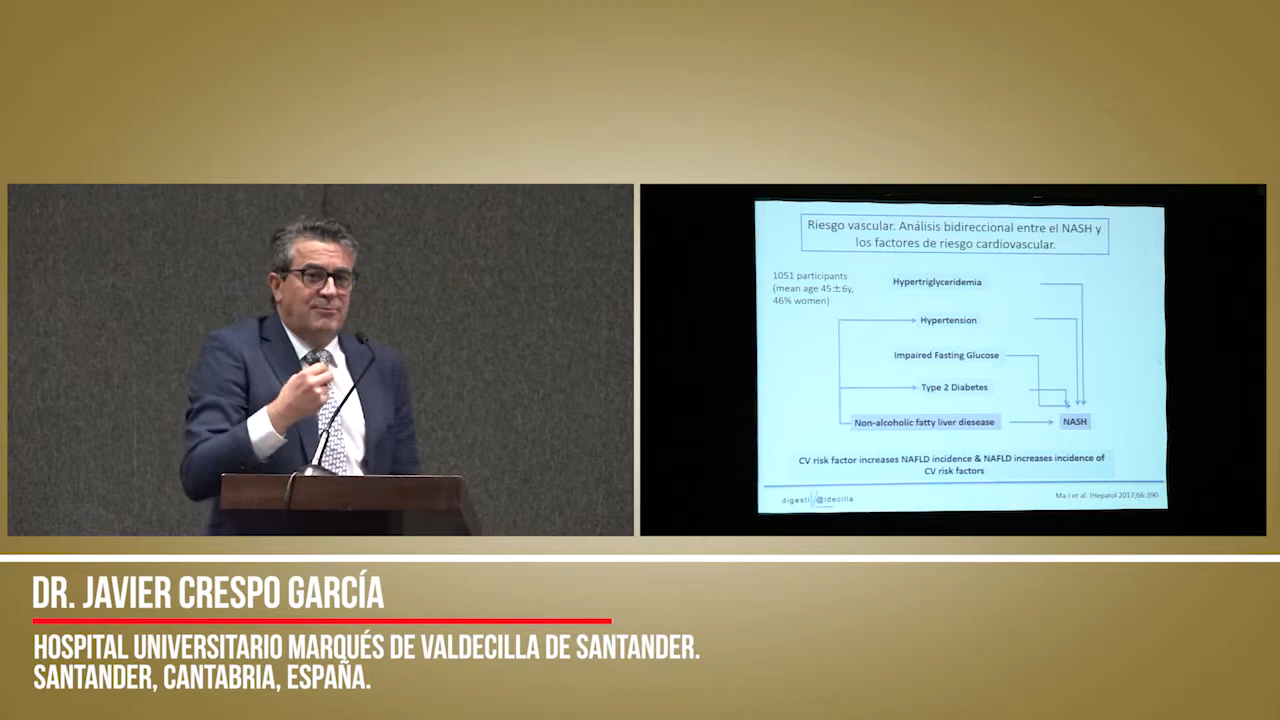 Riesgo vascular. Análisis bidireccional entre el NASH y
los factores de riesgo cardiovascular.
1051 participants
(mean age 45±6y,
46% women)
Hypertriglyceridemia
Hypertension
Impaired Fasting Glucose
Type 2 Diabetes
Non-alcoholic fatty liver diesease
NASH
CV risk factor increases NAFLD incidence & NAFLD increases incidence of
CV risk factors
digestiV@ldecilla
Ma J et al. JHepatol 2017;66:390.
DR. JAVIER CRESPO GARCÍA
HOSPITAL UNIVERSITARIO MARQUÉS DE VALDECILLA DE SANTANDER.
SANTANDER, CANTABRIA, ESPAÑA.